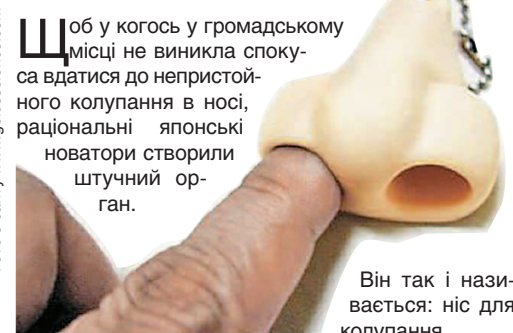 Щоб у когось у громадському
місці не виникла споку-
са вдатися до непристой-
ного колупання в носі,
раціональні японські
новатори створили
штучний ор-
ган.
Він так і нази-
вається: ніс для
колупання